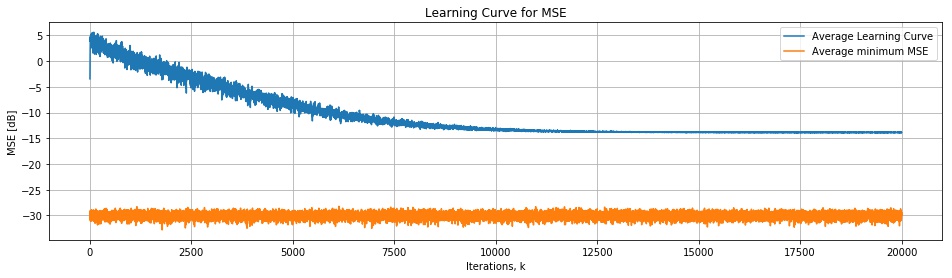 Learning Curve for MSE
Average Learning Curve
Average minimum MSE
MSE [dB]
5
0
−5
−10
−15
−20
−25
−30
0 2500 5000 7500 10000 12500 15000 17500 20000
Iterations, k